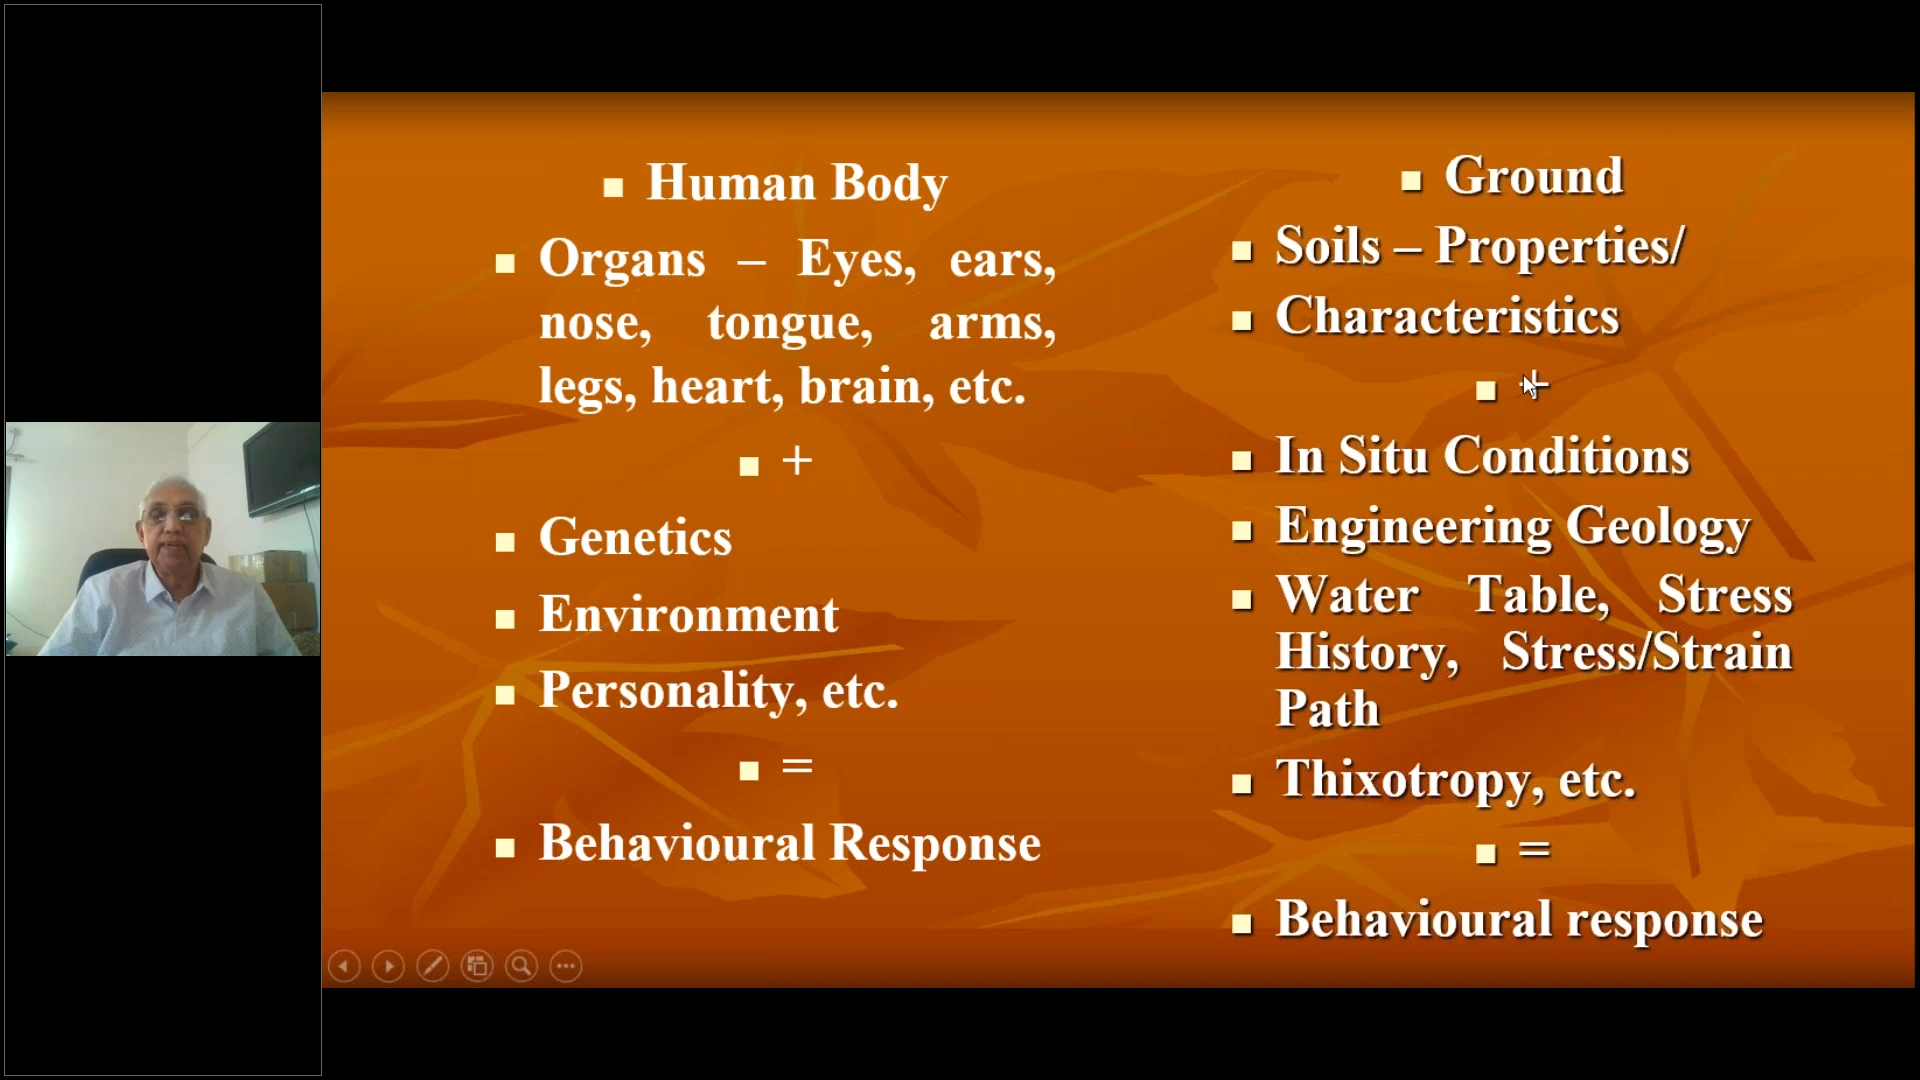 Human Body
Organs – Eyes, ears,
nose, tongue, arms,
legs, heart, brain, etc.
+
Genetics
Environment
Personality, etc.
=
Behavioural Response
Ground
Soils – Properties/
Characteristics
+
In Situ Conditions
Engineering Geology
Water Table, Stress
History, Stress/Strain
Path
Thixotropy, etc.
=
Behavioural response